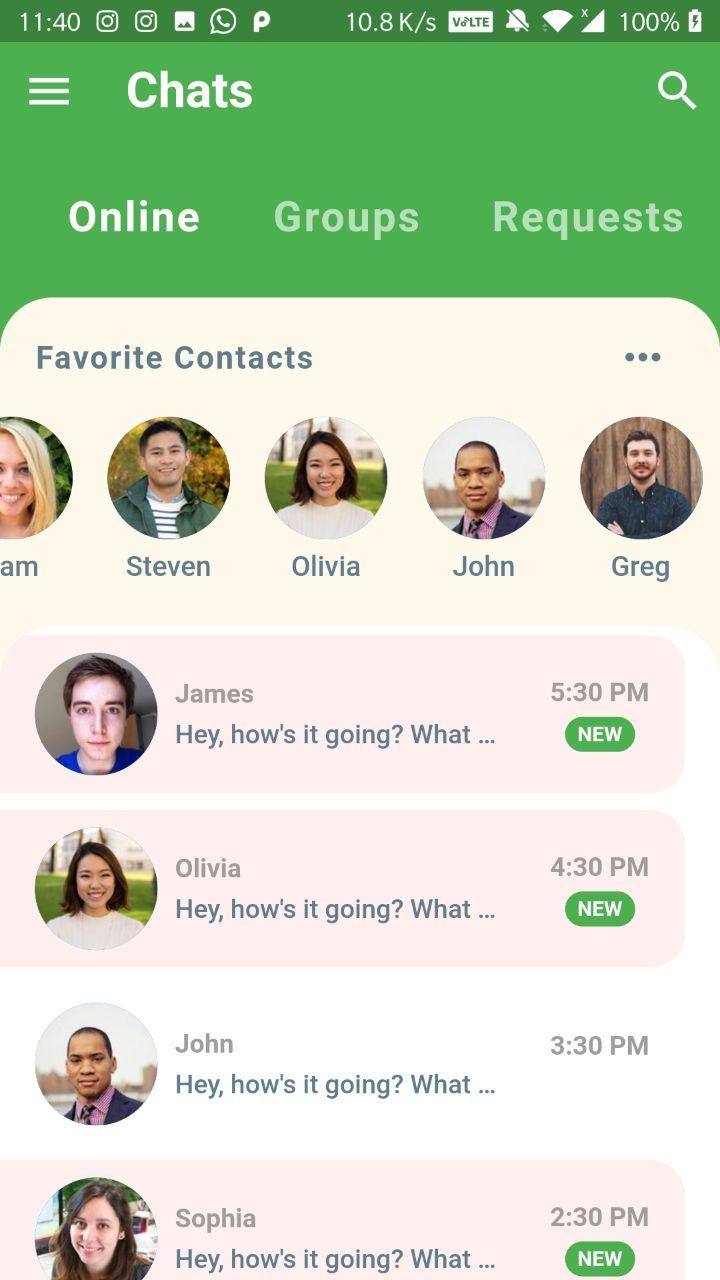 11:40 10.8 K/s VoLTE x 100%
Chats
Online Groups Requests
Favorite Contacts
am Steven Olivia John Greg
James 5:30 PM
Hey, how's it going? What ... NEW
Olivia 4:30 PM
Hey, how's it going? What ... NEW
John 3:30 PM
Hey, how's it going? What ...
Sophia 2:30 PM
Hey, how's it going? What ... NEW